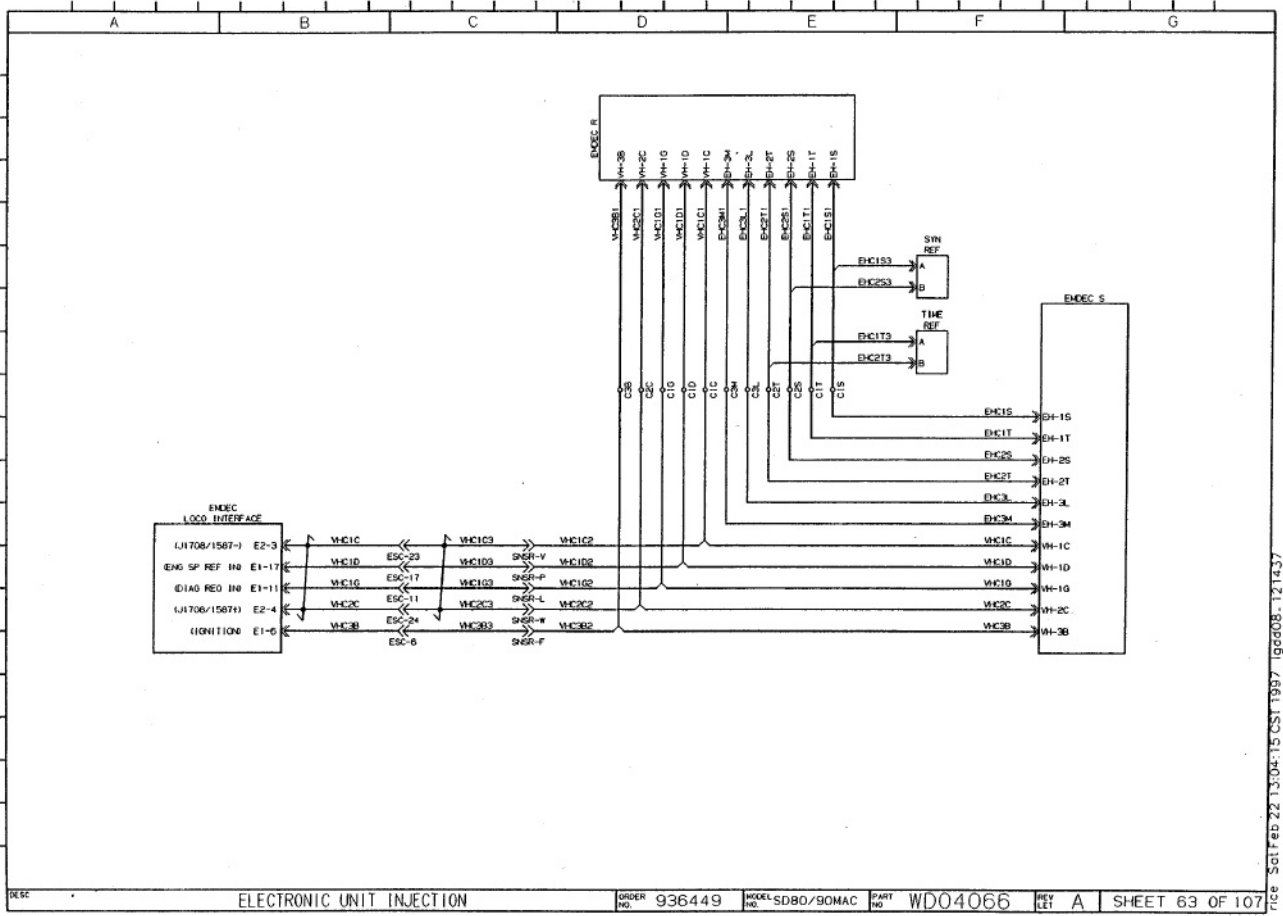 A B C D E F G
EMDEC R
VH-3B VH-2C VH-1G VH-1D VH-1C EH-3M EH-3L EH-2T EH-2S EH-1T EH-1S
VHC3B1 VHC2C1 VHC1G1 VHC1D1 VHC1C1 EHC3M1 EHC3L1 EHC2T1 EHC2S1 EHC1T1 EHC1S1
SYN
REF
EHC1S3 A
EHC2S3 B
TIME
REF
EHC1T3 A
EHC2T3 B
C3B C2C C1G C1D C1C C3M C3L C2T C2S C1T C1S
EMDEC S
EHC1S EH-1S
EHC1T EH-1T
EHC2S EH-2S
EHC2T EH-2T
EHC3L EH-3L
EHC3M EH-3M
EMDEC
LOCO INTERFACE
(J1708/1587-) E2-3 VHC1C ESC-23 VHC1C3 SNSR-V VHC1C2 VHC1C VH-1C
(ENG SP REF IN) E1-17 VHC1D ESC-17 VHC1D3 SNSR-P VHC1D2 VHC1D VH-1D
(DIAG REQ IN) E1-11 VHC1G ESC-11 VHC1G3 SNSR-L VHC1G2 VHC1G VH-1G
(J1708/1587+) E2-4 VHC2C ESC-24 VHC2C3 SNSR-W VHC2C2 VHC2C VH-2C
(IGNITION) E1-6 VHC3B ESC-6 VHC3B3 SNSR-F VHC3B2 VHC3B VH-3B
DESC ELECTRONIC UNIT INJECTION ORDER NO. 936449 MODEL NO. SD80/90MAC PART NO WD04066 REV LET A SHEET 63 OF 107
rice Sat Feb 22 13:04:15 CST 1997